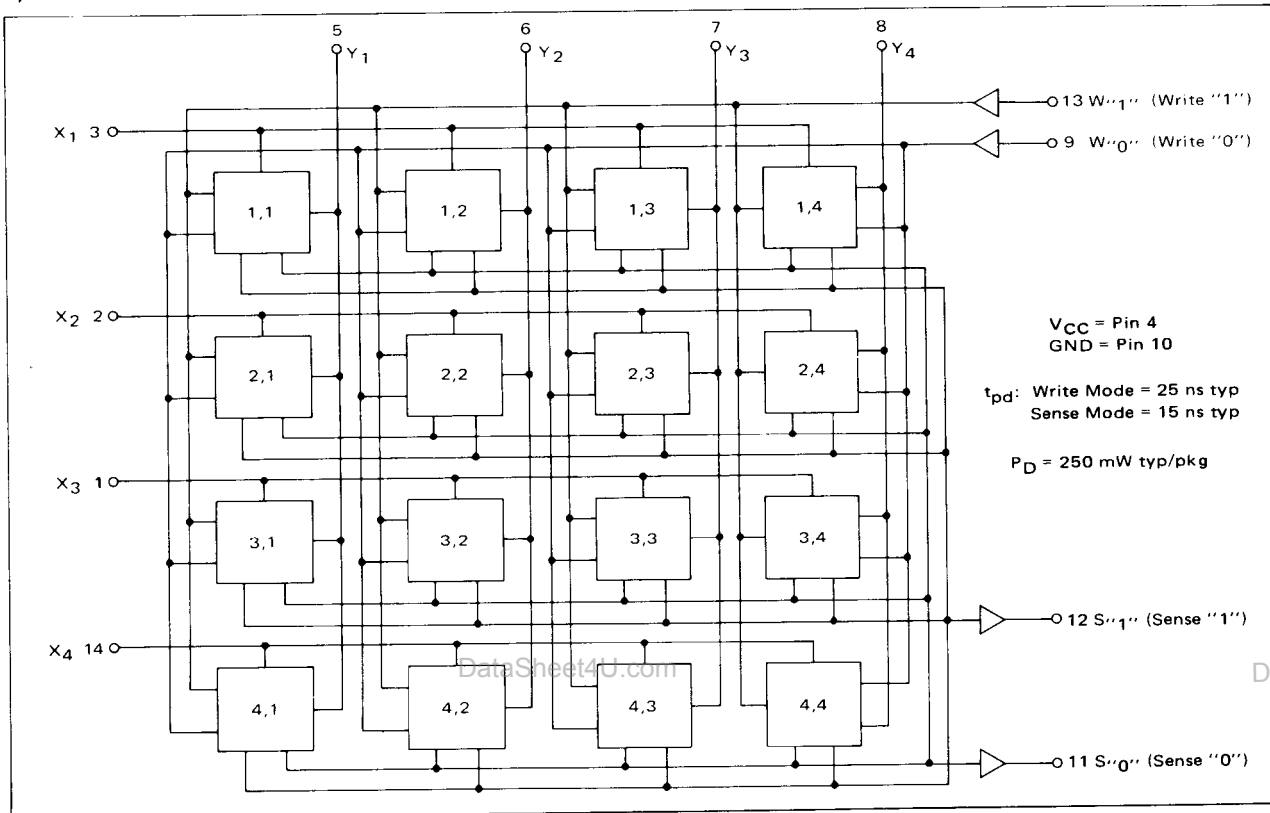 5 6 7 8
Y1 Y2 Y3 Y4
13 W"1" (Write "1")
X1 3
9 W"0" (Write "0")
1,1 1,2 1,3 1,4
X2 2
VCC = Pin 4
GND = Pin 10
2,1 2,2 2,3 2,4
tpd: Write Mode = 25 ns typ
Sense Mode = 15 ns typ
PD = 250 mW typ/pkg
X3 1
3,1 3,2 3,3 3,4
12 S"1" (Sense "1")
X4 14
DataSheet4U.com
D
4,1 4,2 4,3 4,4
11 S"0" (Sense "0")